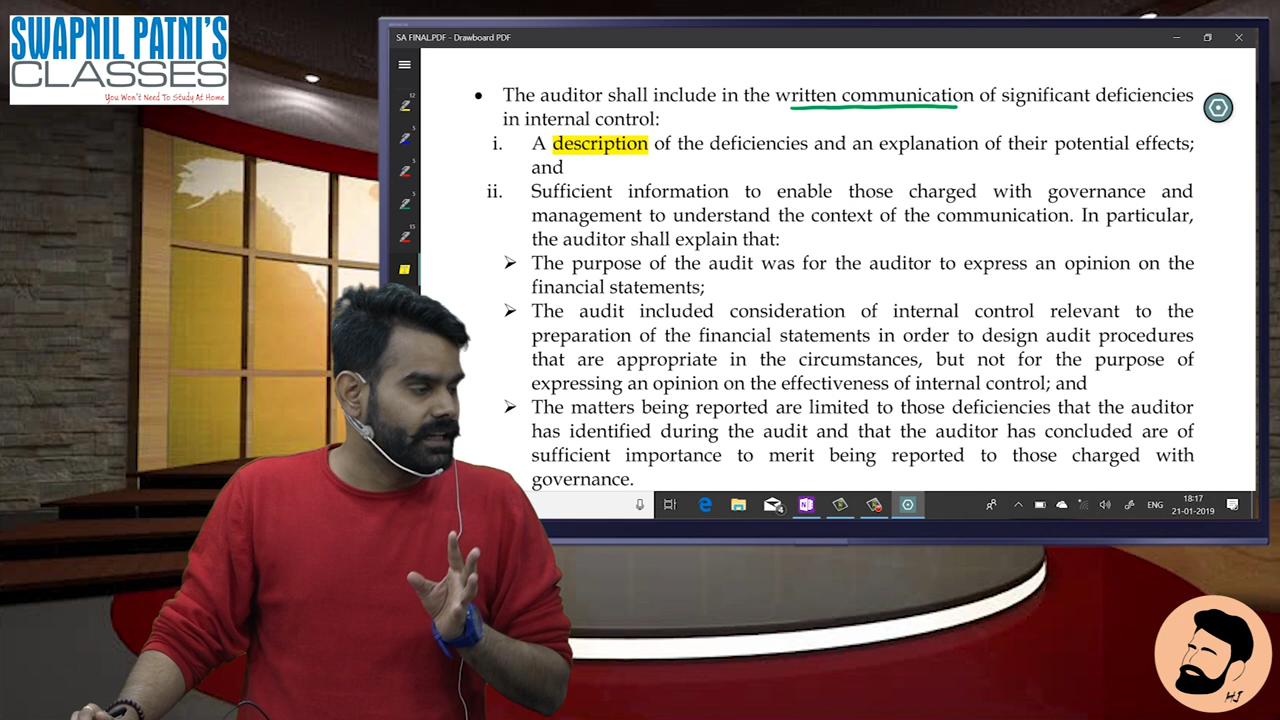 SWAPNIL PATNI'S
CLASSES
You Won't Need To Study At Home
SA FINAL.PDF - Drawboard PDF
12
5
5
5
15
• The auditor shall include in the written communication of significant deficiencies
in internal control:
i. A description of the deficiencies and an explanation of their potential effects;
and
ii. Sufficient information to enable those charged with governance and
management to understand the context of the communication. In particular,
the auditor shall explain that:
➢ The purpose of the audit was for the auditor to express an opinion on the
financial statements;
➢ The audit included consideration of internal control relevant to the
preparation of the financial statements in order to design audit procedures
that are appropriate in the circumstances, but not for the purpose of
expressing an opinion on the effectiveness of internal control; and
➢ The matters being reported are limited to those deficiencies that the auditor
has identified during the audit and that the auditor has concluded are of
sufficient importance to merit being reported to those charged with
governance.
4
ENG
18:17
21-01-2019
HJ